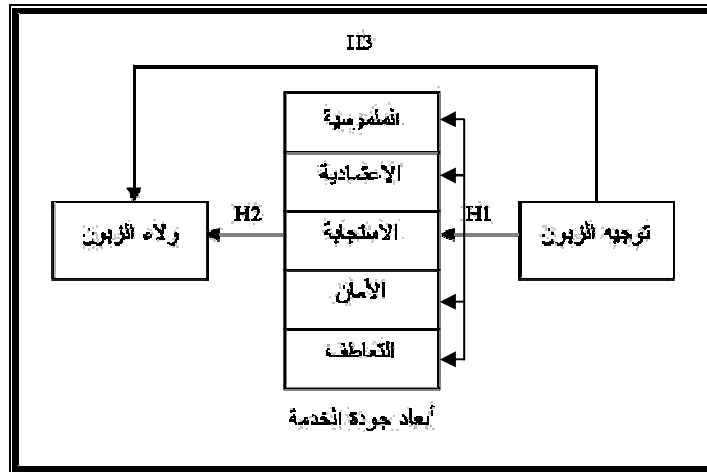 H3
الملموسية
الاعتمادية
توجيه الزبون
H1
الاستجابة
H2
ولاء الزبون
الأمان
التعاطف
أبعاد جودة الخدمة